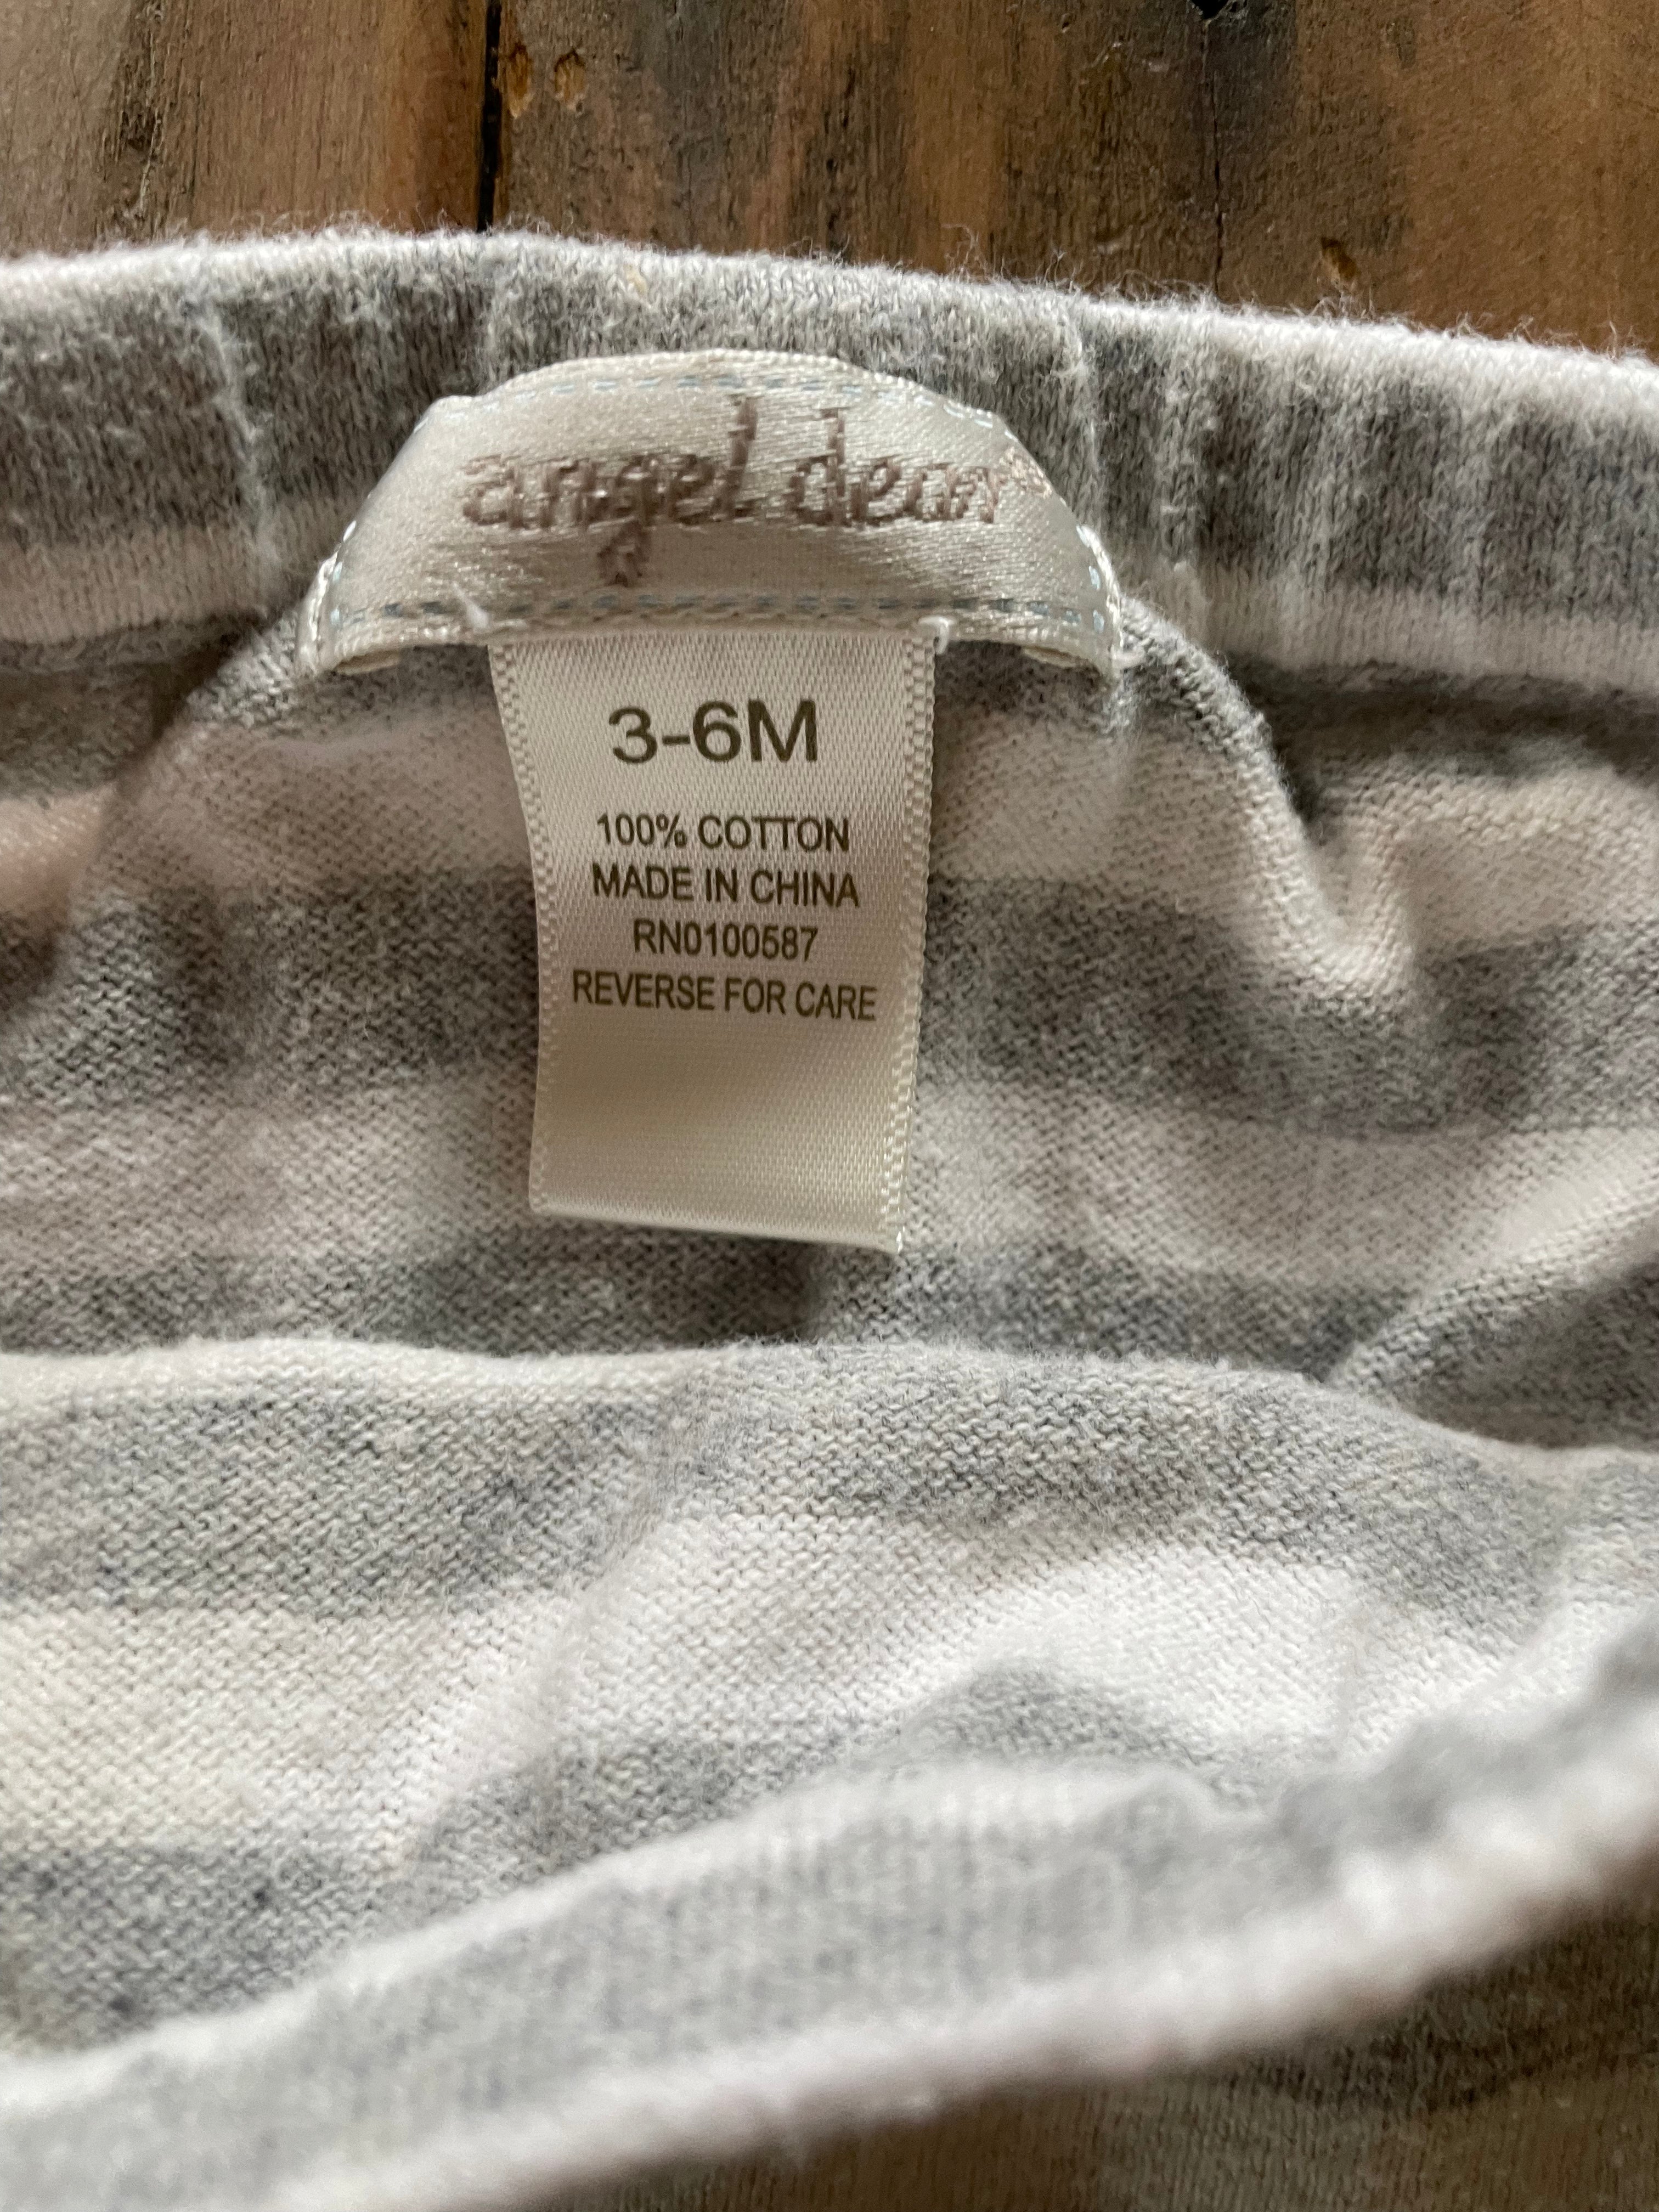 angel dear
3-6M
100% COTTON
MADE IN CHINA
RN0100587
REVERSE FOR CARE